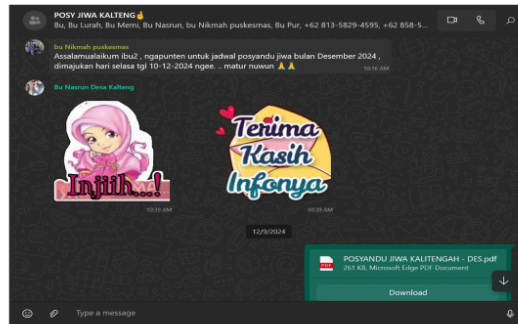 POSY JIWA KALTENG
Bu, Bu Lurah, Bu Memi, Bu Nasrun, bu Nikmah puskesmas, Bu Pur, +62 813-5829-4595, +62 858-5...
bu Nikmah puskesmas
Assalamualaikum ibu2 , ngapunten untuk jadwal posyandu jiwa bulan Desember 2024 ,
dimajukan hari selasa tgl 10-12-2024 ngee. .. matur nuwun 🙏🙏
10:16 AM
Bu Nasrun Desa Kalteng
Injiih...!
10:39 AM
Terima
Kasih
Infonya
10:39 AM
12/9/2024
POSYANDU JIWA KALITENGAH - DES.pdf
PDF
261 KB, Microsoft Edge PDF Document
Download
Type a message